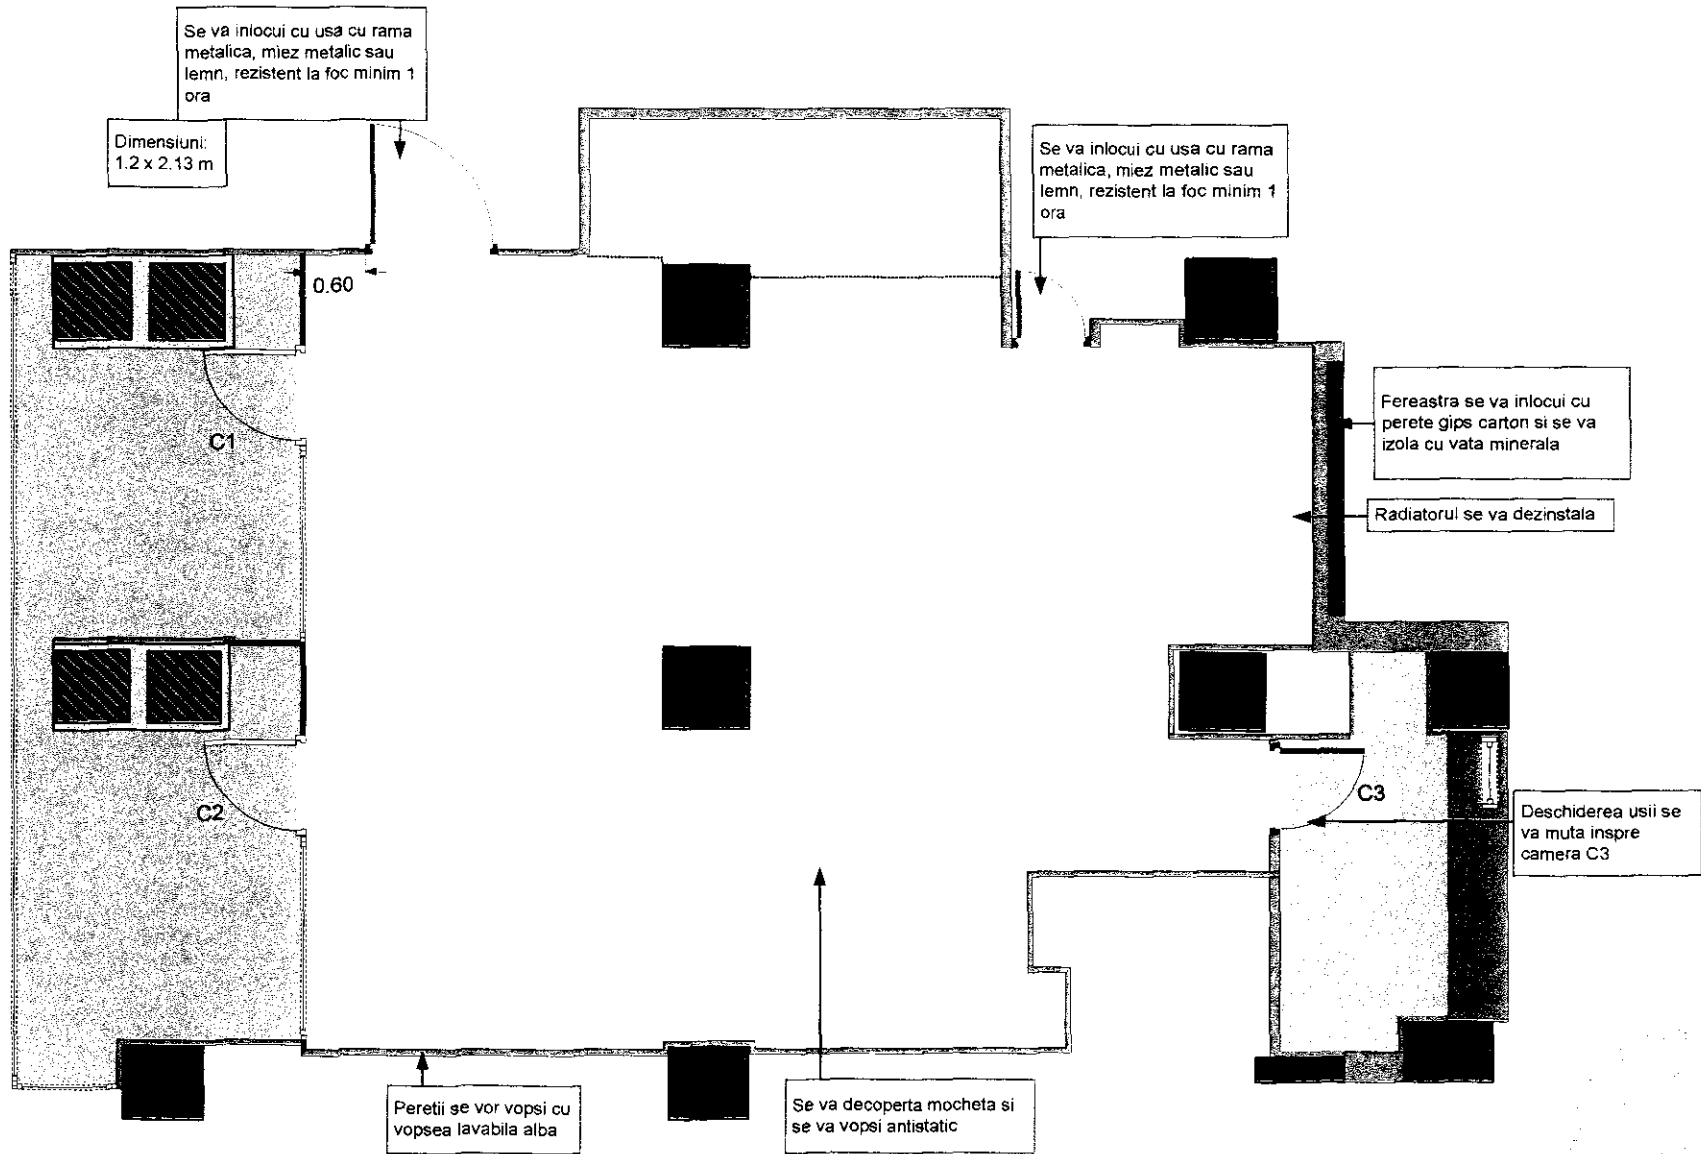 Se va inlocui cu usa cu rama
metalica, miez metalic sau
lemn, rezistent la foc minim 1
ora
Dimensiuni:
1.2 x 2.13 m
Se va inlocui cu usa cu rama
metalica, miez metalic sau
lemn, rezistent la foc minim 1
ora
0.60
Fereastra se va inlocui cu
perete gips carton si se va
izola cu vata minerala
C1
Radiatorul se va dezinstala
C3
C2
Deschiderea usii se
va muta inspre
camera C3
Peretii se vor vopsi cu
vopsea lavabila alba
Se va decoperta mocheta si
se va vopsi antistatic